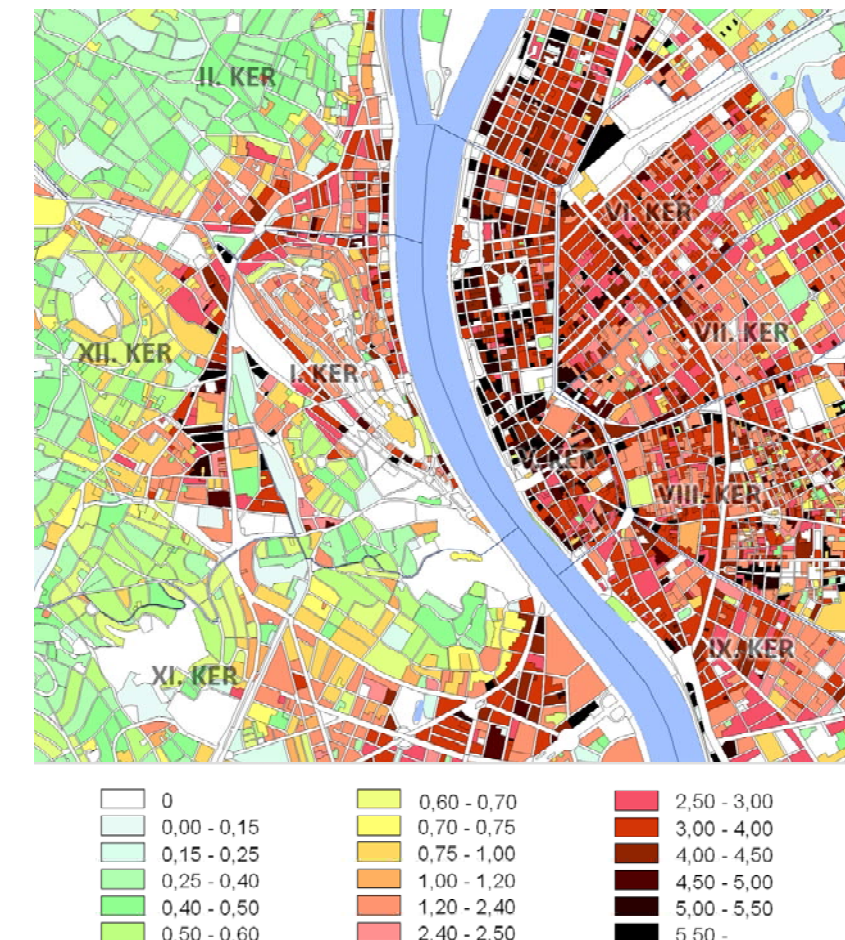 II. KER
VI. KER
VII. KER
XII. KER
I. KER
V. KER
VIII. KER
IX. KER
XI. KER
0
0,00 - 0,15
0,15 - 0,25
0,25 - 0,40
0,40 - 0,50
0,50 - 0,60
0,60 - 0,70
0,70 - 0,75
0,75 - 1,00
1,00 - 1,20
1,20 - 2,40
2,40 - 2,50
2,50 - 3,00
3,00 - 4,00
4,00 - 4,50
4,50 - 5,00
5,00 - 5,50
5,50 -